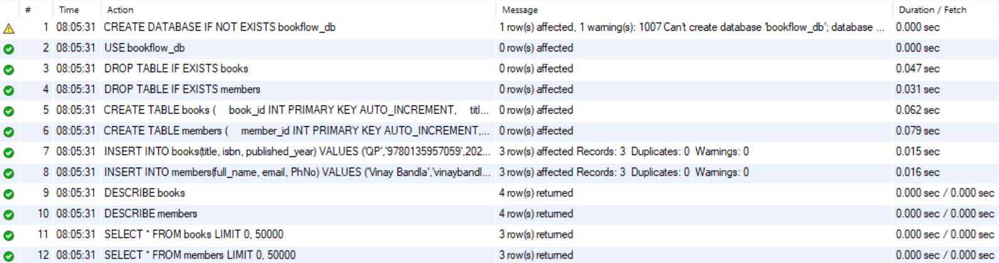 # Time Action Message Duration / Fetch
1 08:05:31 CREATE DATABASE IF NOT EXISTS bookflow_db 1 row(s) affected, 1 warning(s): 1007 Can't create database 'bookflow_db'; database ... 0.000 sec
2 08:05:31 USE bookflow_db 0 row(s) affected 0.000 sec
3 08:05:31 DROP TABLE IF EXISTS books 0 row(s) affected 0.047 sec
4 08:05:31 DROP TABLE IF EXISTS members 0 row(s) affected 0.031 sec
5 08:05:31 CREATE TABLE books ( book_id INT PRIMARY KEY AUTO_INCREMENT, titl... 0 row(s) affected 0.062 sec
6 08:05:31 CREATE TABLE members ( member_id INT PRIMARY KEY AUTO_INCREMENT,... 0 row(s) affected 0.079 sec
7 08:05:31 INSERT INTO books(title, isbn, published_year) VALUES ('QP','9780135957059',202... 3 row(s) affected Records: 3 Duplicates: 0 Warnings: 0 0.015 sec
8 08:05:31 INSERT INTO members(full_name, email, PhNo) VALUES ('Vinay Bandla','vinaybandl... 3 row(s) affected Records: 3 Duplicates: 0 Warnings: 0 0.016 sec
9 08:05:31 DESCRIBE books 4 row(s) returned 0.000 sec / 0.000 sec
10 08:05:31 DESCRIBE members 4 row(s) returned 0.000 sec / 0.000 sec
11 08:05:31 SELECT * FROM books LIMIT 0, 50000 3 row(s) returned 0.000 sec / 0.000 sec
12 08:05:31 SELECT * FROM members LIMIT 0, 50000 3 row(s) returned 0.000 sec / 0.000 sec